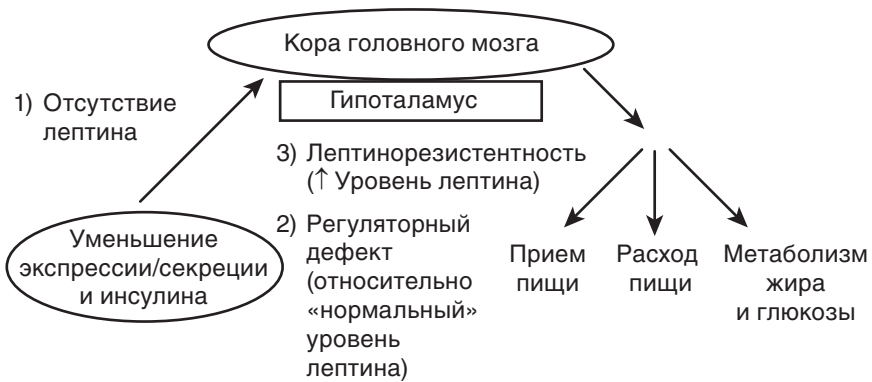 Кора головного мозга
Гипоталамус
1) Отсутствие
лептина
3) Лептинорезистентность
(↑ Уровень лептина)
2) Регуляторный
дефект
(относительно
«нормальный»
уровень
лептина)
Уменьшение
экспрессии/секреции
и инсулина
Прием
пищи
Расход
пищи
Метаболизм
жира
и глюкозы